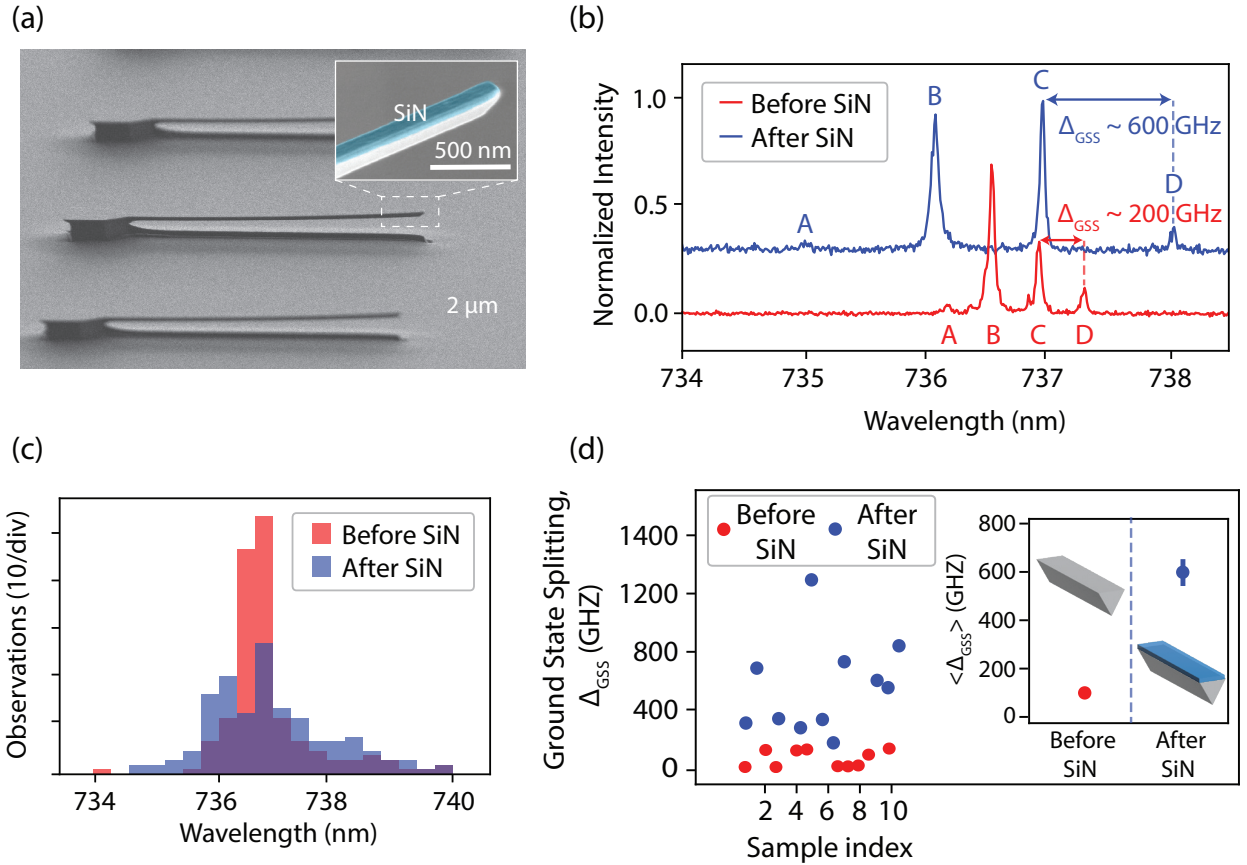 (a)
SiN
500 nm
2 μm
(b)
Normalized Intensity
1.0
0.5
0.0
Before SiN
After SiN
A
B
C
D
Δ_GSS ~ 600 GHz
Δ_GSS ~ 200 GHz
A
B
C
D
734
735
736
737
738
Wavelength (nm)
(c)
Observations (10/div)
Before SiN
After SiN
734
736
738
740
Wavelength (nm)
(d)
Ground State Splitting,
Δ_GSS (GHZ)
1400
1200
800
400
0
Before
SiN
After
SiN
2
4
6
8
10
Sample index
<Δ_GSS> (GHZ)
800
600
400
200
0
Before
SiN
After
SiN